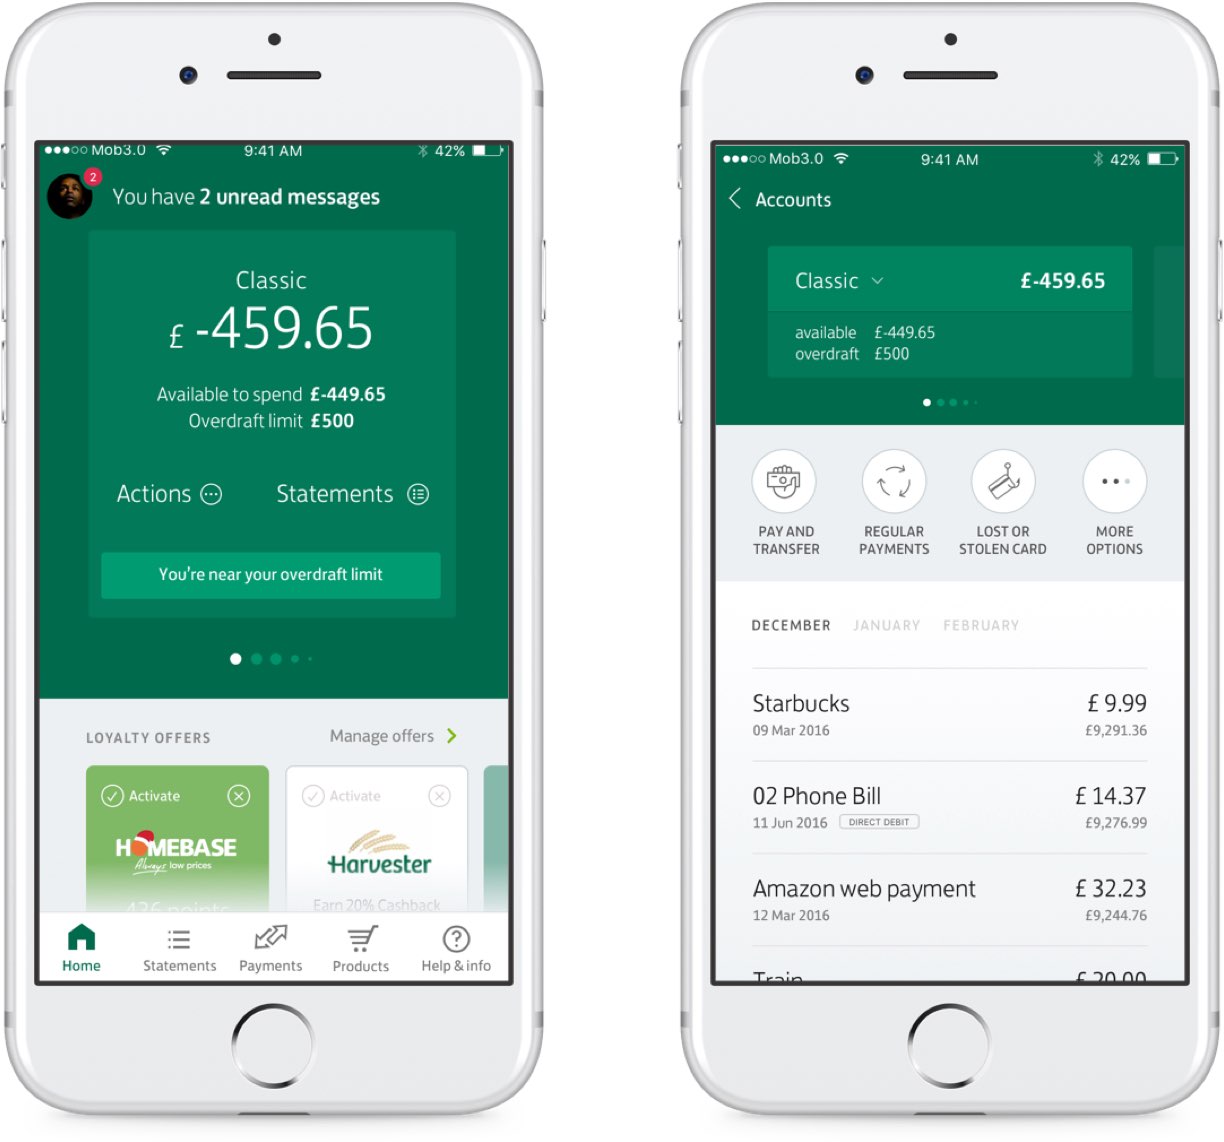 Mob3.0
9:41 AM
42%
2
You have 2 unread messages
Classic
£ -459.65
Available to spend £-449.65
Overdraft limit £500
Actions
Statements
You're near your overdraft limit
LOYALTY OFFERS
Manage offers
Activate
HOMEBASE
Always low prices
436 points
Activate
Harvester
Earn 20% Cashback
Home
Statements
Payments
Products
Help & info
Mob3.0
9:41 AM
42%
Accounts
Classic
£-459.65
available £-449.65
overdraft £500
PAY AND
TRANSFER
REGULAR
PAYMENTS
LOST OR
STOLEN CARD
MORE
OPTIONS
DECEMBER
JANUARY
FEBRUARY
Starbucks
£ 9.99
09 Mar 2016
£9,291.36
02 Phone Bill
£ 14.37
11 Jun 2016
DIRECT DEBIT
£9,276.99
Amazon web payment
£ 32.23
12 Mar 2016
£9,244.76
Train
£ 20.00